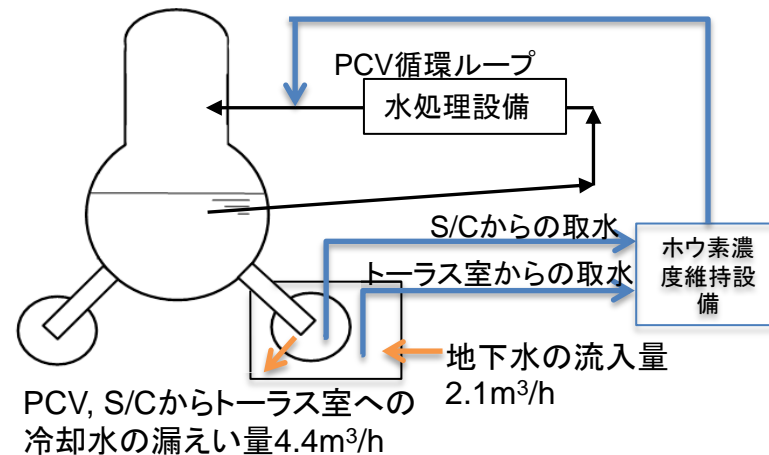 PCV循環ループ
水処理設備
S/Cからの取水
トーラス室からの取水
ホウ素濃
度維持設
備
地下水の流入量
2.1m³/h
PCV, S/Cからトーラス室への
冷却水の漏えい量4.4m³/h